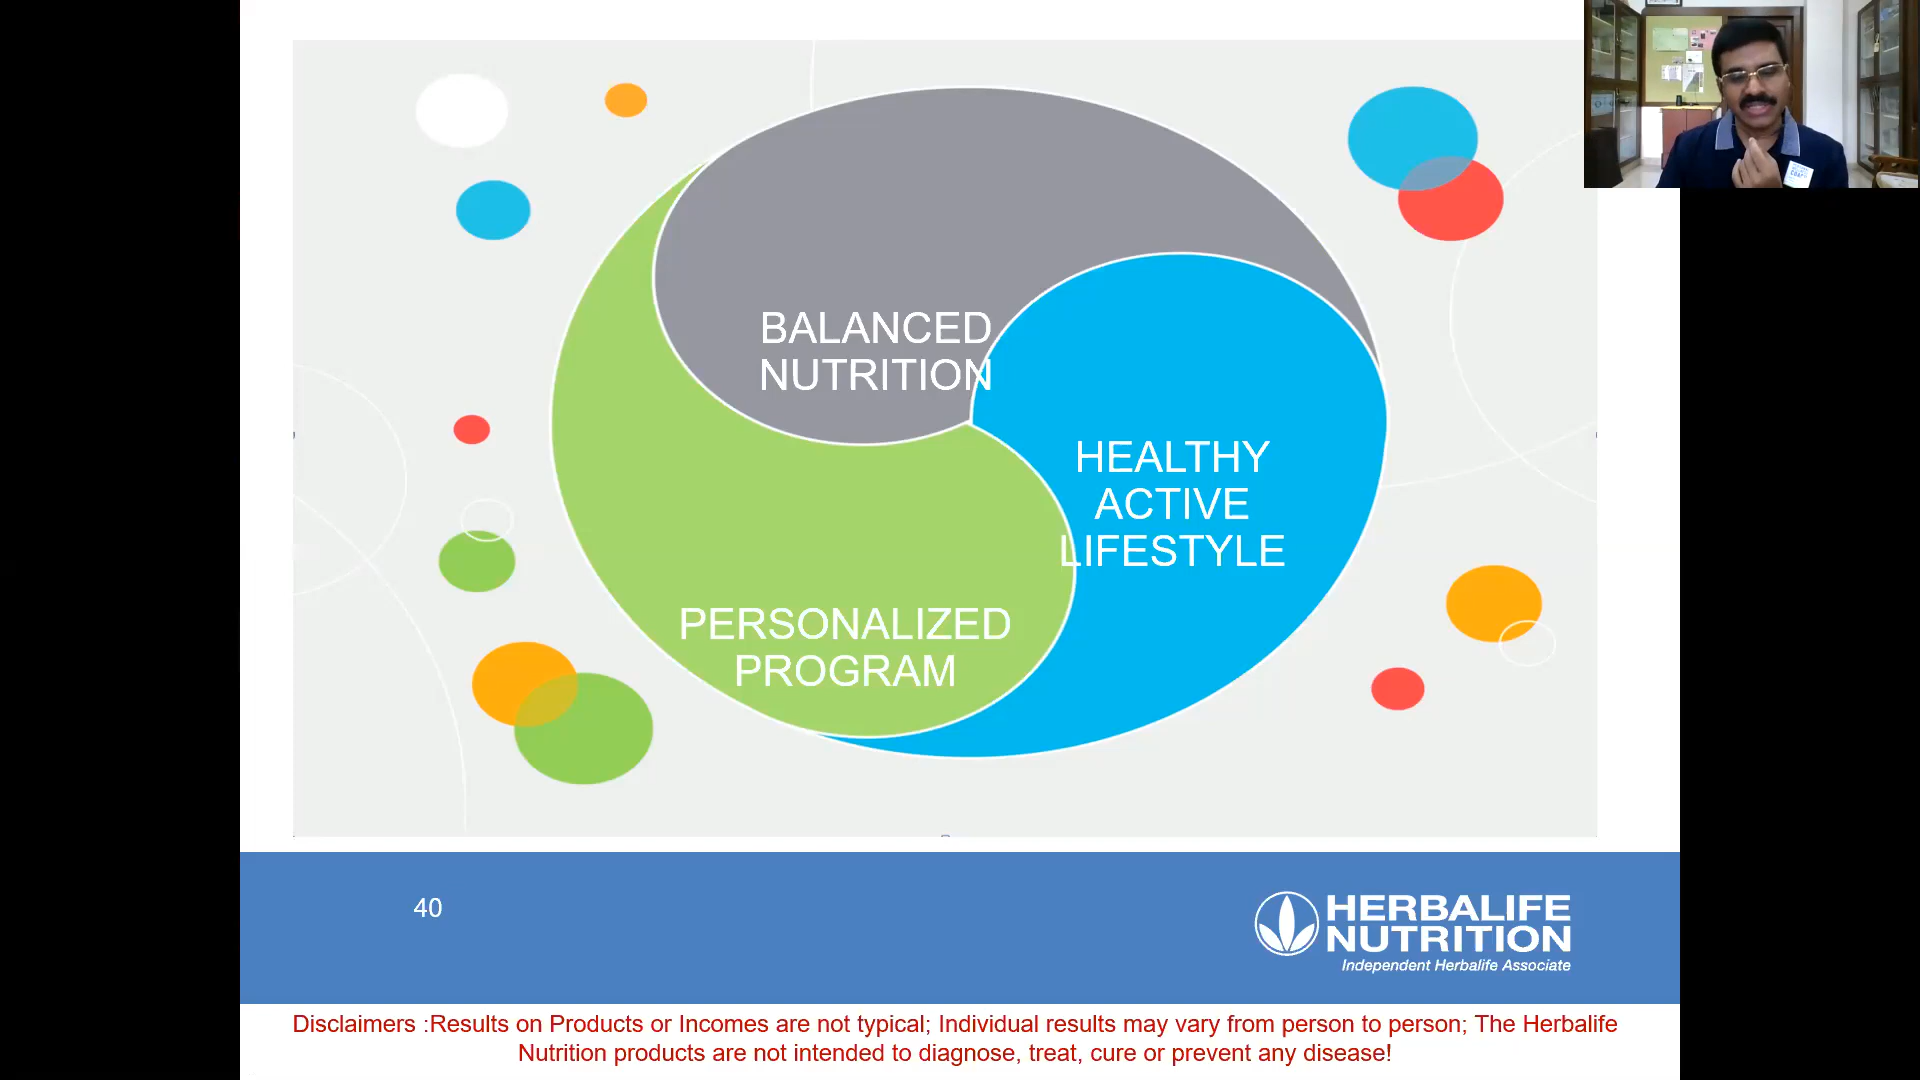 BALANCED
NUTRITION
HEALTHY
ACTIVE
LIFESTYLE
PERSONALIZED
PROGRAM
40
HERBALIFE
NUTRITION
Independent Herbalife Associate
Disclaimers :Results on Products or Incomes are not typical; Individual results may vary from person to person; The Herbalife
Nutrition products are not intended to diagnose, treat, cure or prevent any disease!